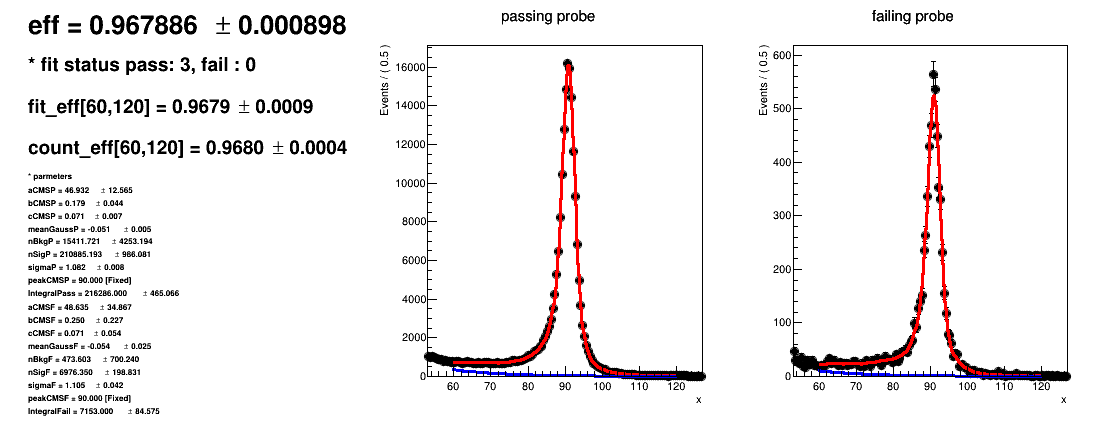 eff = 0.967886 ± 0.000898
* fit status pass: 3, fail : 0
fit_eff[60,120] = 0.9679 ± 0.0009
count_eff[60,120] = 0.9680 ± 0.0004
* parmeters
aCMSP = 46.932 ± 12.565
bCMSP = 0.179 ± 0.044
cCMSP = 0.071 ± 0.007
meanGaussP = -0.051 ± 0.005
nBkgP = 15411.721 ± 4253.194
nSigP = 210885.193 ± 986.081
sigmaP = 1.082 ± 0.008
peakCMSP = 90.000 [Fixed]
IntegralPass = 216286.000 ± 465.066
aCMSF = 48.635 ± 34.867
bCMSF = 0.250 ± 0.227
cCMSF = 0.071 ± 0.054
meanGaussF = -0.054 ± 0.025
nBkgF = 473.603 ± 700.240
nSigF = 6976.350 ± 198.831
sigmaF = 1.105 ± 0.042
peakCMSF = 90.000 [Fixed]
IntegralFail = 7153.000 ± 84.575
passing probe
Events / ( 0.5 )
16000
14000
12000
10000
8000
6000
4000
2000
0
60 70 80 90 100 110 120
x
failing probe
Events / ( 0.5 )
600
500
400
300
200
100
0
60 70 80 90 100 110 120
x